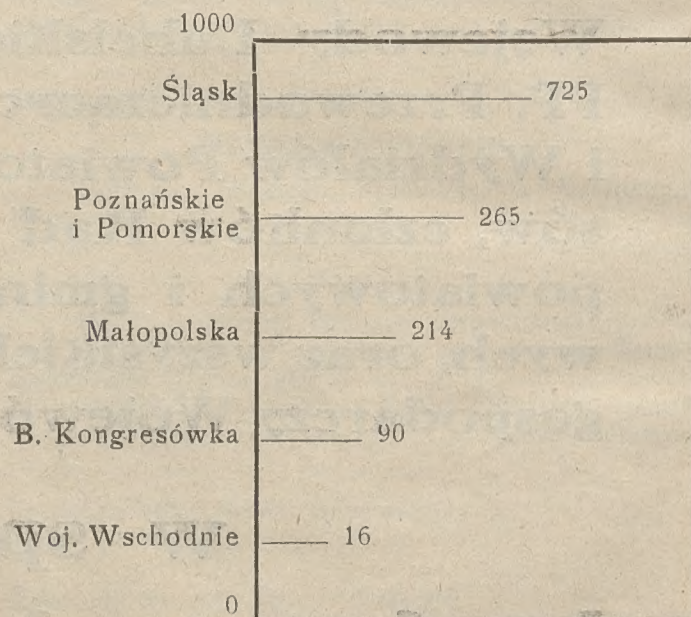 1000
Śląsk 725
Poznańskie
i Pomorskie 265
Małopolska 214
B. Kongresówka 90
Woj. Wschodnie 16
0